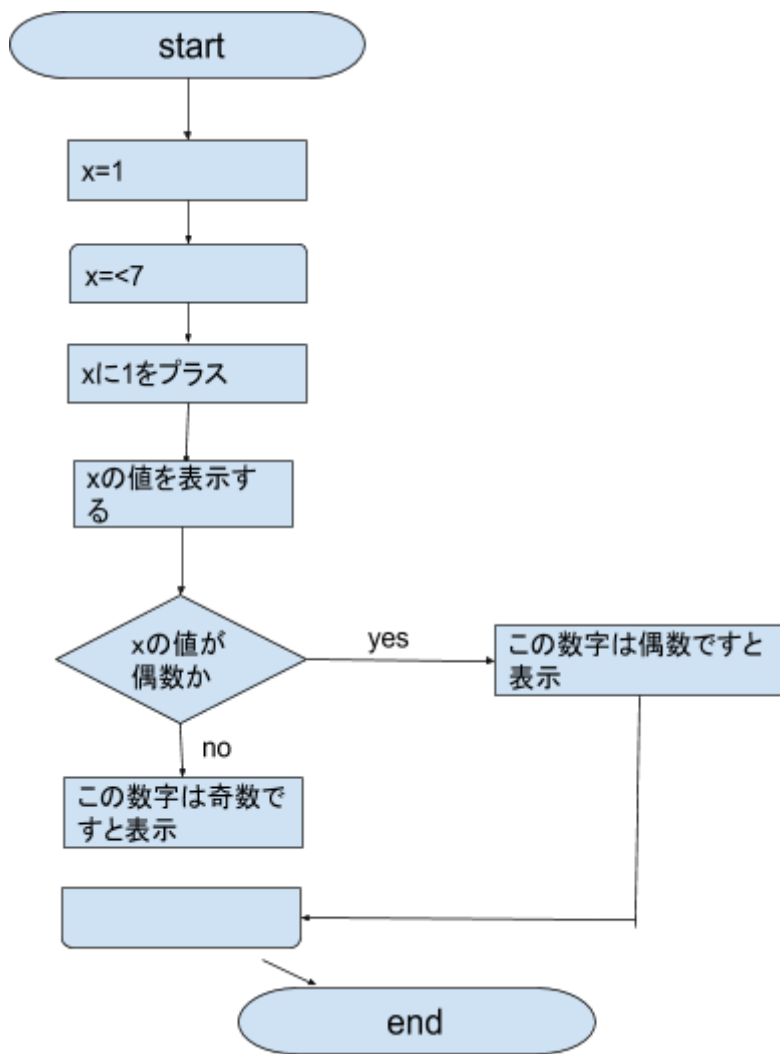 start
x=1
x=<7
xに1をプラス
xの値を表示す
る
xの値が
偶数か
yes
この数字は偶数ですと
表示
no
この数字は奇数で
すと表示
end